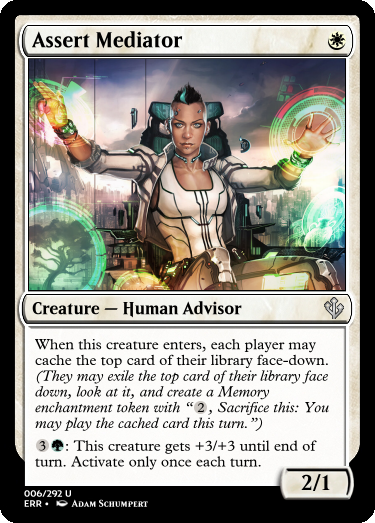 Assert Mediator
Creature — Human Advisor
When this creature enters, each player may
cache the top card of their library face-down.
(They may exile the top card of their library face
down, look at it, and create a Memory
enchantment token with “2, Sacrifice this: You
may play the cached card this turn.”)
3: This creature gets +3/+3 until end of
turn. Activate only once each turn.
2/1
006/292 U
ERR • Adam Schumpert